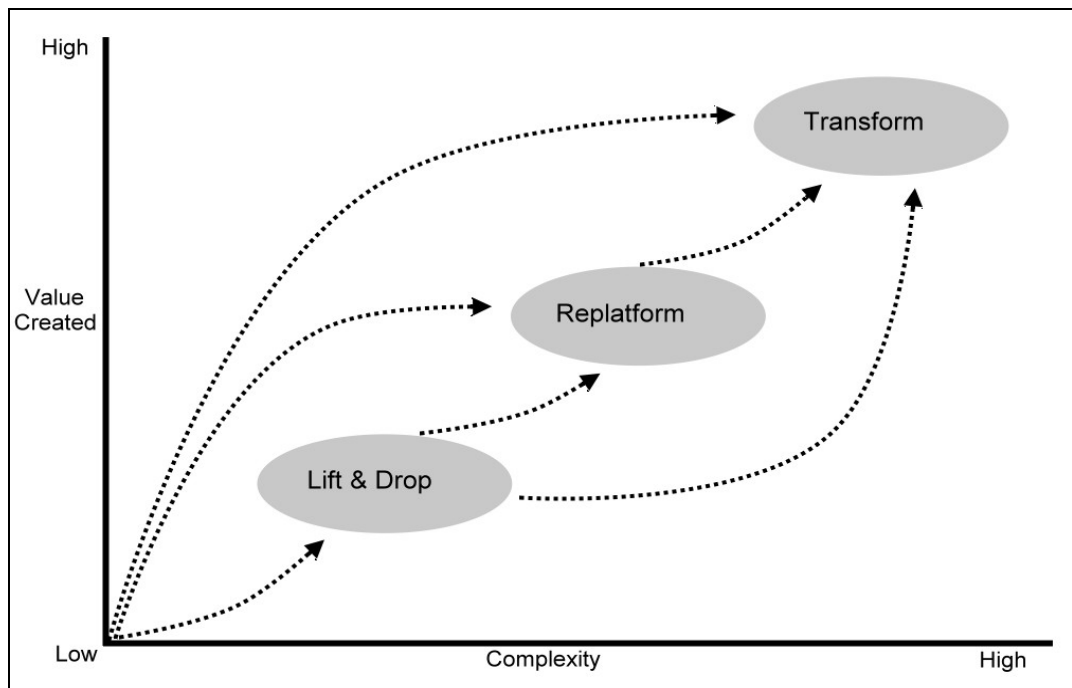 High
Transform
Value
Created
Replatform
Lift & Drop
Low
Complexity
High